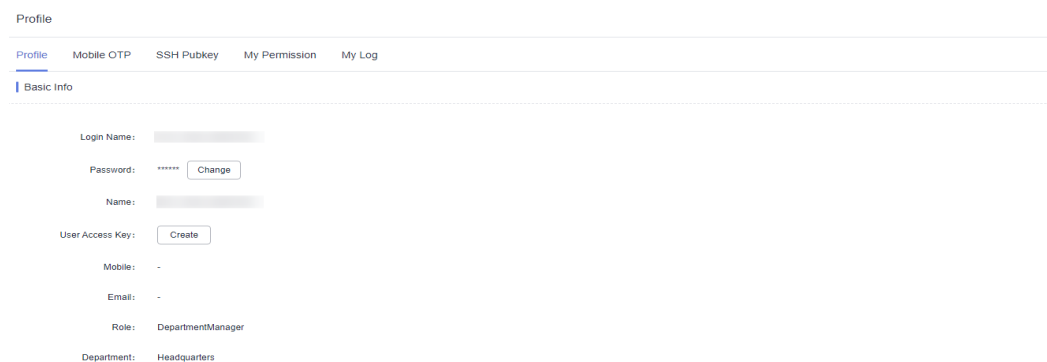 Profile
Profile Mobile OTP SSH Pubkey My Permission My Log
Basic Info
Login Name:
Password: ****** Change
Name:
User Access Key: Create
Mobile: -
Email: -
Role: DepartmentManager
Department: Headquarters